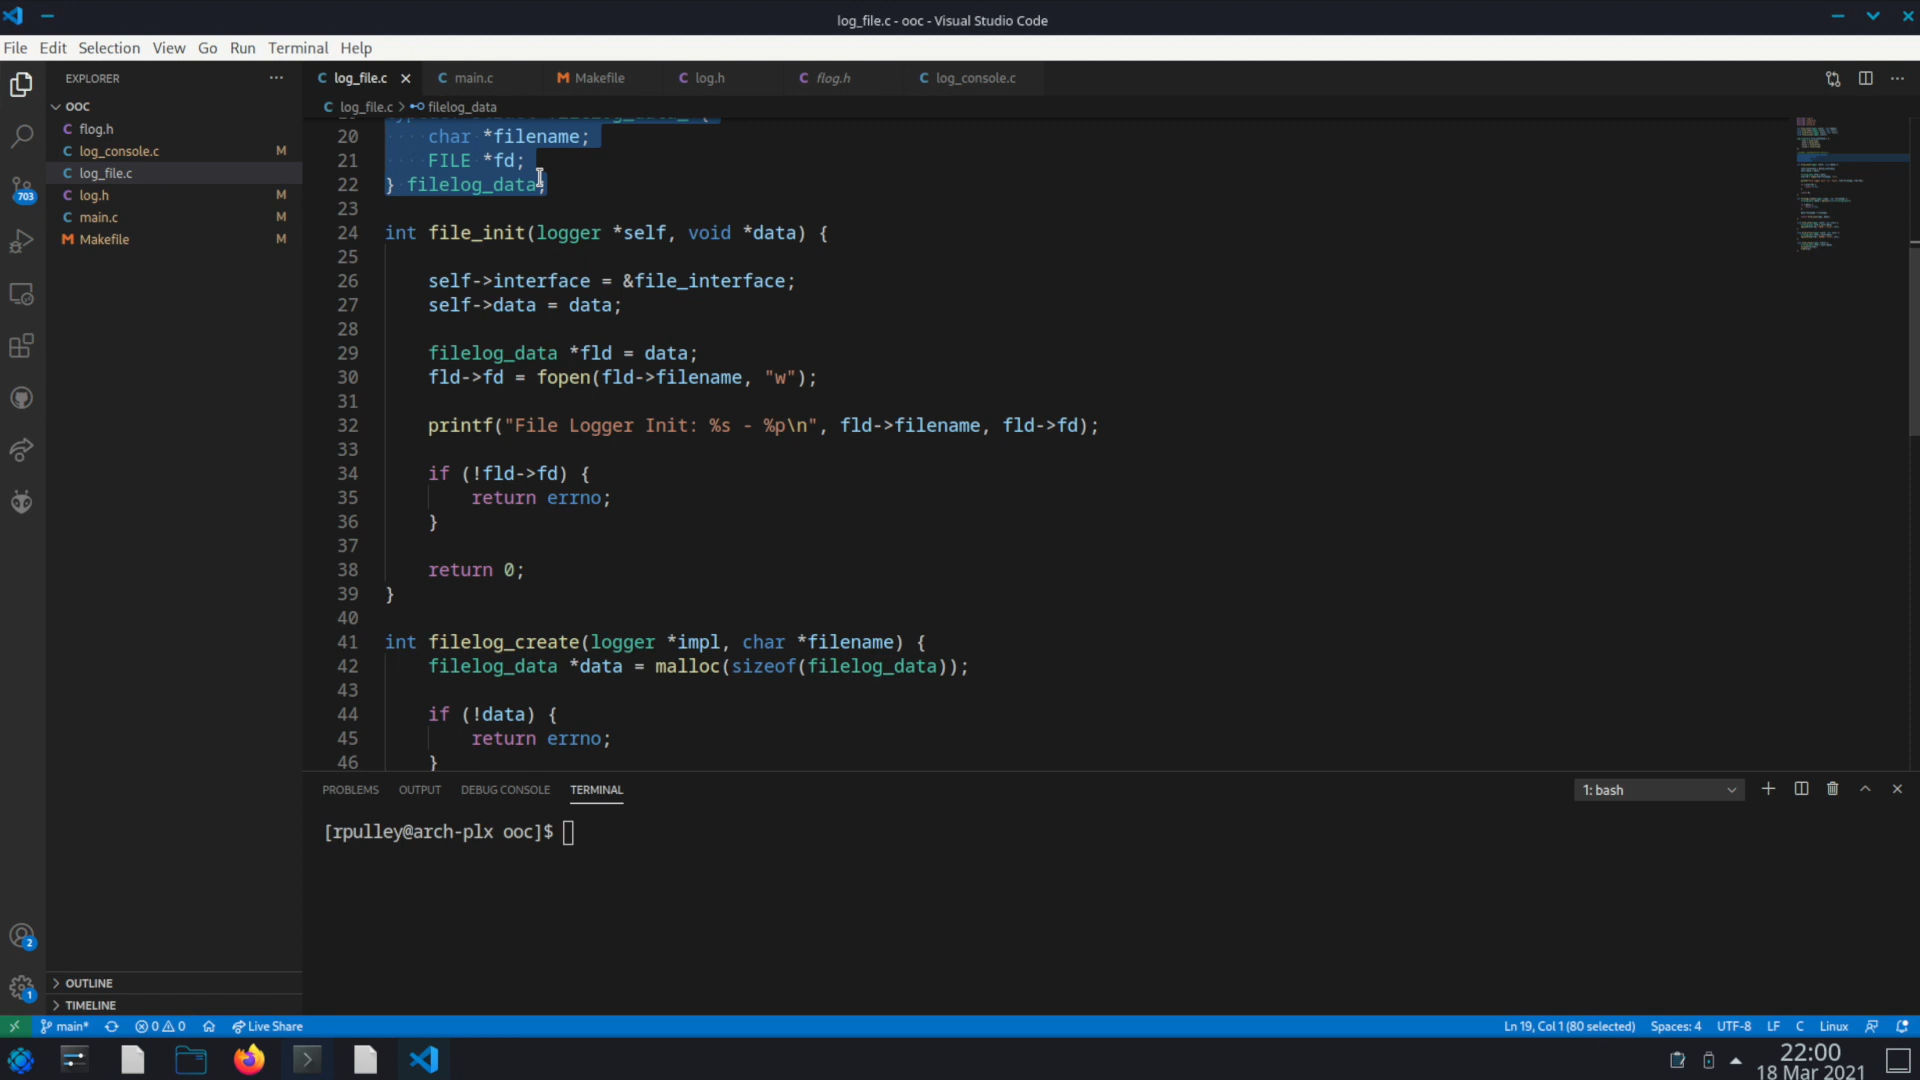 log_file.c - ooc - Visual Studio Code
File Edit Selection View Go Run Terminal Help
EXPLORER
OOC
flog.h
log_console.c M
log_file.c
log.h M
main.c M
Makefile M
OUTLINE
TIMELINE
703
2
1
log_file.c main.c Makefile log.h flog.h log_console.c
log_file.c > filelog_data
20 char *filename;
21 FILE *fd;
22 } filelog_data;
23
24 int file_init(logger *self, void *data) {
25
26 self->interface = &file_interface;
27 self->data = data;
28
29 filelog_data *fld = data;
30 fld->fd = fopen(fld->filename, "w");
31
32 printf("File Logger Init: %s - %p\n", fld->filename, fld->fd);
33
34 if (!fld->fd) {
35 return errno;
36 }
37
38 return 0;
39 }
40
41 int filelog_create(logger *impl, char *filename) {
42 filelog_data *data = malloc(sizeof(filelog_data));
43
44 if (!data) {
45 return errno;
46 }
PROBLEMS OUTPUT DEBUG CONSOLE TERMINAL
1: bash
[rpulley@arch-plx ooc]$
main* 0 0 Live Share
Ln 19, Col 1 (80 selected) Spaces: 4 UTF-8 LF C Linux
22:00
18 Mar 2021